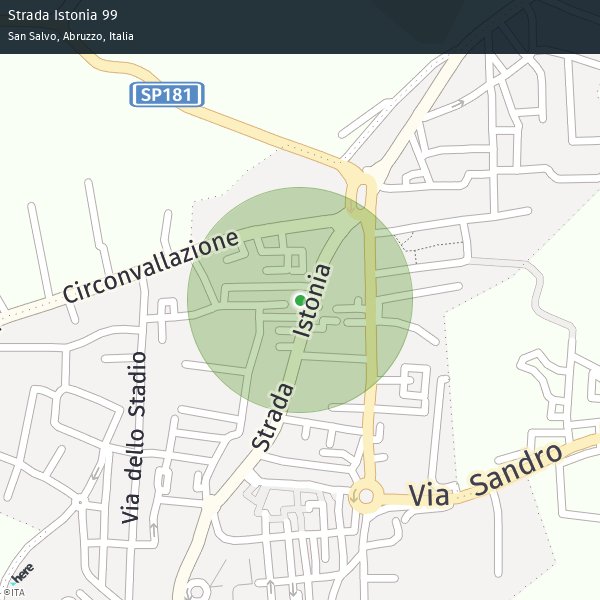 Strada Istonia 99
San Salvo, Abruzzo, Italia
SP181
Circonvallazione
Strada Istonia
Via dello Stadio
Via Sandro
here
©ITA